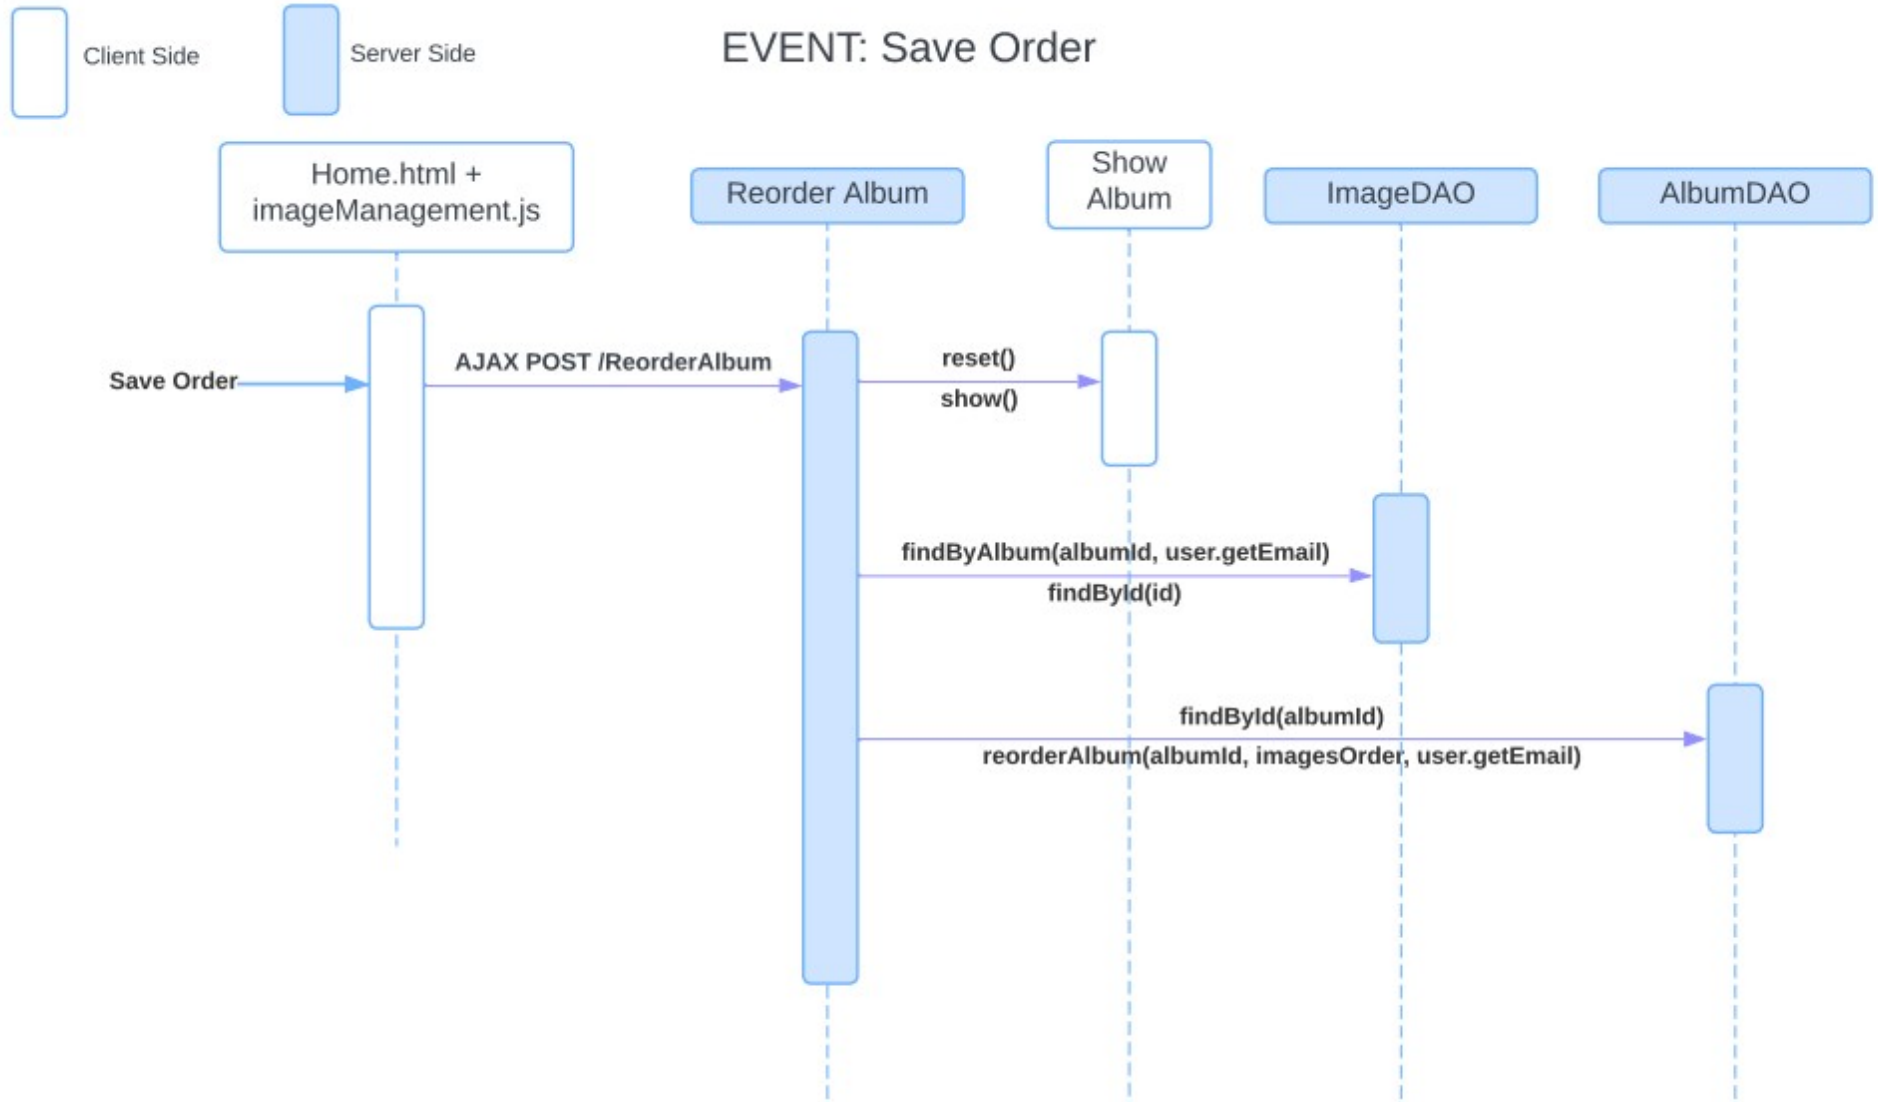 Client Side
Server Side
EVENT: Save Order
Home.html +
imageManagement.js
Reorder Album
Show
Album
ImageDAO
AlbumDAO
Save Order
AJAX POST /ReorderAlbum
reset()
show()
findByAlbum(albumId, user.getEmail)
findById(id)
findById(albumId)
reorderAlbum(albumId, imagesOrder, user.getEmail)